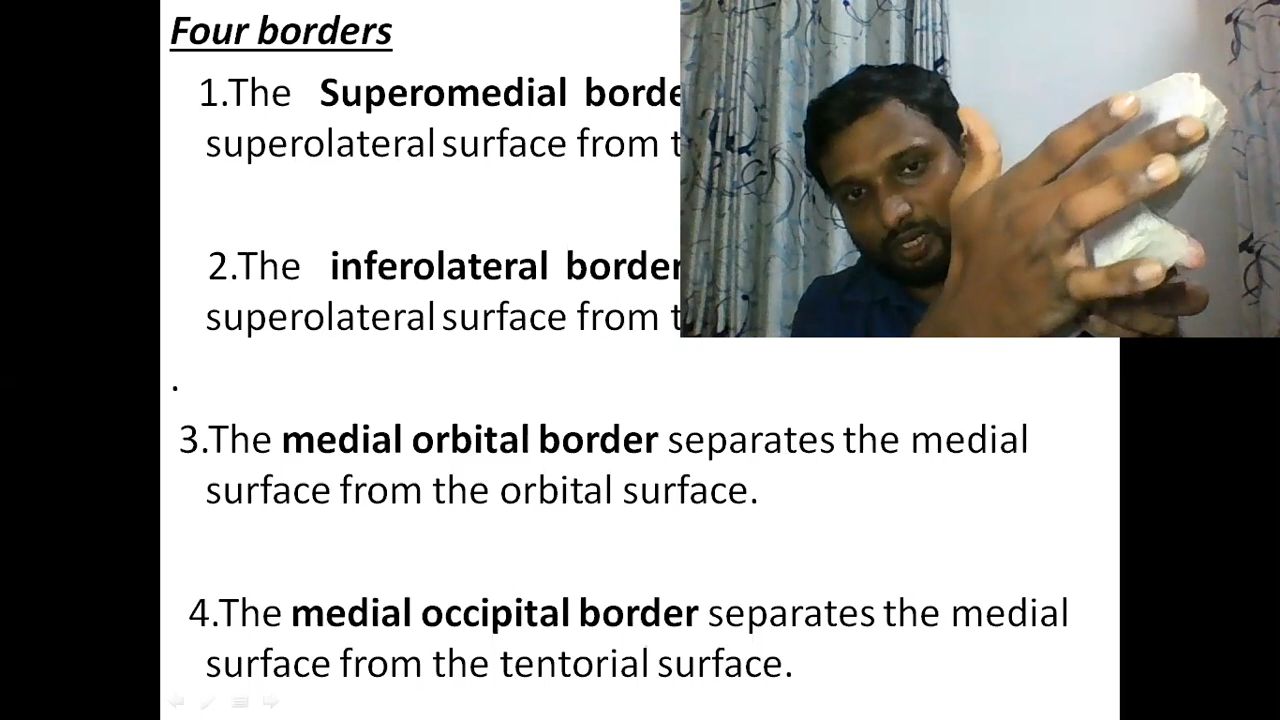 Four borders
1.The Superomedial borde
superolateral surface from t
2.The inferolateral border
superolateral surface from t
.
3.The medial orbital border separates the medial
surface from the orbital surface.
4.The medial occipital border separates the medial
surface from the tentorial surface.